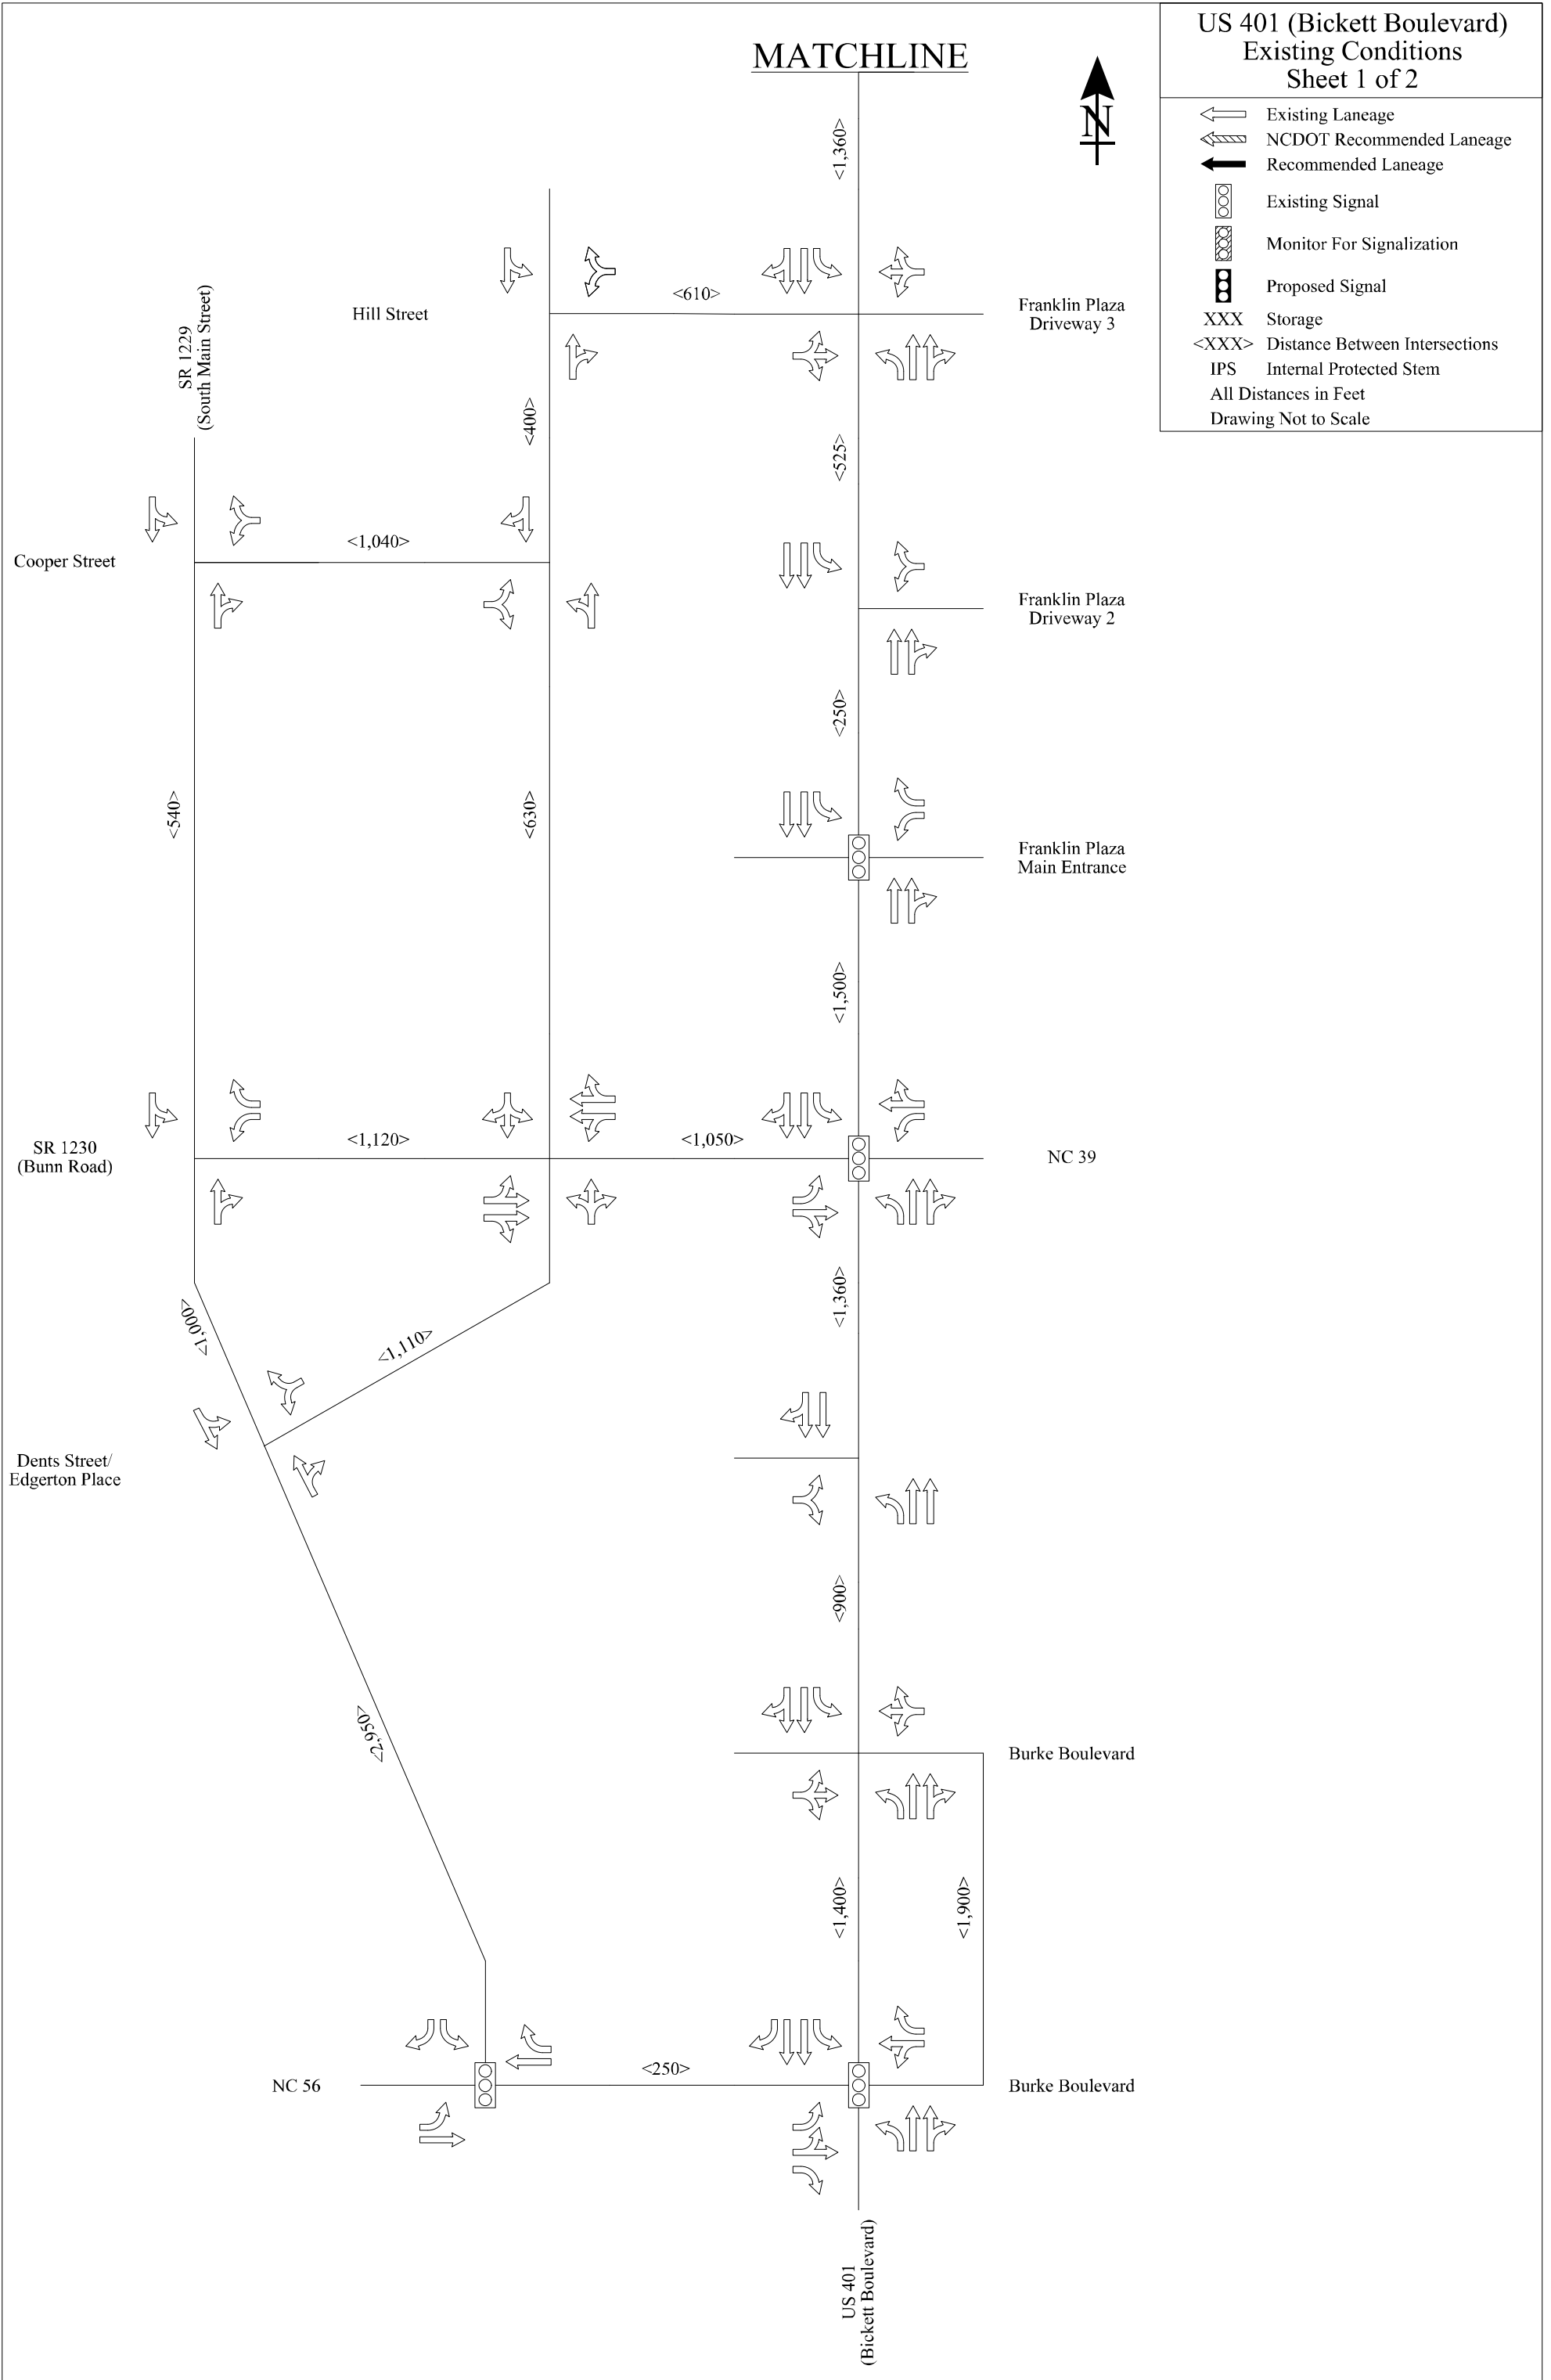 US 401 (Bickett Boulevard)
Existing Conditions
Sheet 1 of 2
Existing Laneage
NCDOT Recommended Laneage
Recommended Laneage
Existing Signal
Monitor For Signalization
Proposed Signal
XXX Storage
<XXX> Distance Between Intersections
IPS Internal Protected Stem
All Distances in Feet
Drawing Not to Scale
MATCHLINE
N
<1,360>
Hill Street
<610>
Franklin Plaza
Driveway 3
SR 1229
(South Main Street)
<400>
<525>
Cooper Street
<1,040>
Franklin Plaza
Driveway 2
<250>
<540>
<630>
Franklin Plaza
Main Entrance
<1,500>
SR 1230
(Bunn Road)
<1,120>
<1,050>
NC 39
<1,000>
<1,110>
<1,360>
Dents Street/
Edgerton Place
<900>
<2,950>
Burke Boulevard
<1,400>
<1,900>
NC 56
<250>
Burke Boulevard
US 401
(Bickett Boulevard)